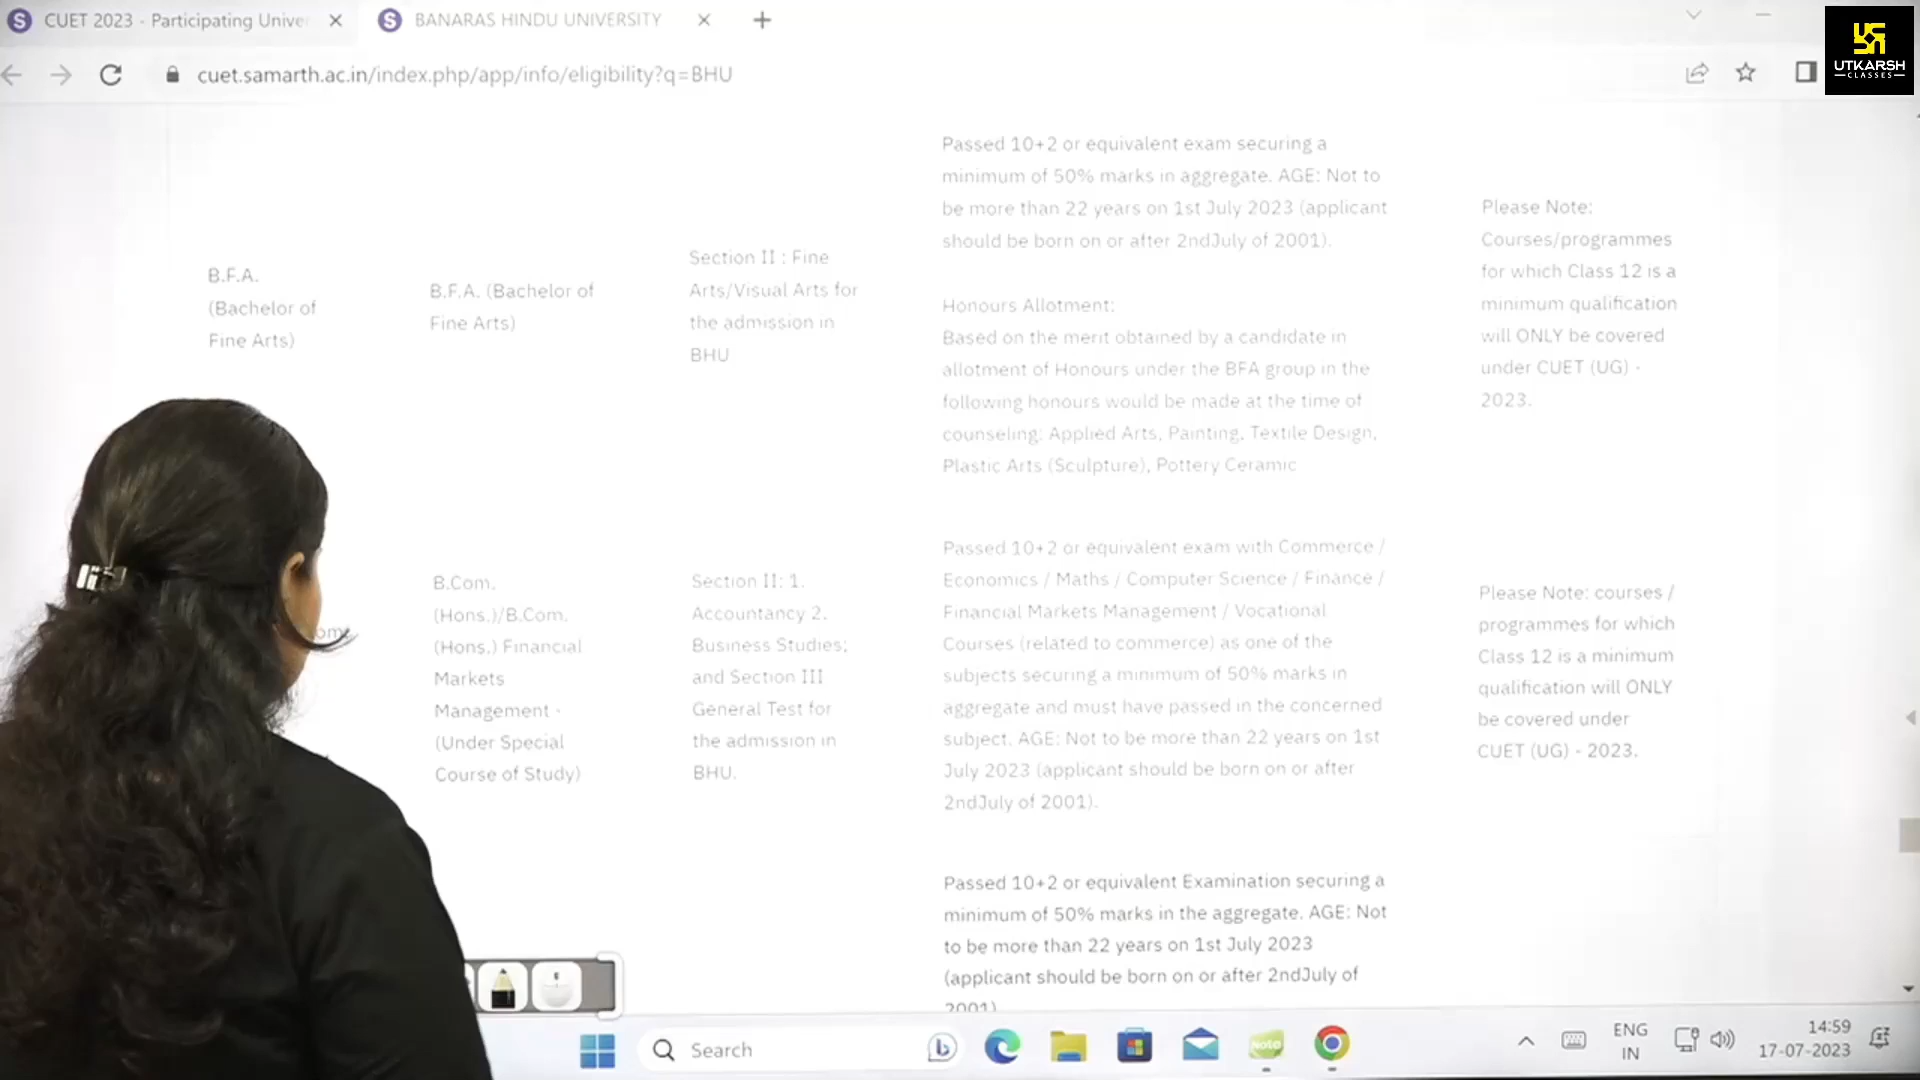 CUET 2023 - Participating Unive
BANARAS HINDU UNIVERSITY
cuet.samarth.ac.in/index.php/app/info/eligibility?q=BHU
UTKARSH
CLASSES
B.F.A.
(Bachelor of
Fine Arts)
B.F.A. (Bachelor of
Fine Arts)
Section II : Fine
Arts/Visual Arts for
the admission in
BHU
Passed 10+2 or equivalent exam securing a
minimum of 50% marks in aggregate. AGE: Not to
be more than 22 years on 1st July 2023 (applicant
should be born on or after 2ndJuly of 2001).
Honours Allotment:
Based on the merit obtained by a candidate in
allotment of Honours under the BFA group in the
following honours would be made at the time of
counseling: Applied Arts, Painting, Textile Design,
Plastic Arts (Sculpture), Pottery Ceramic
Please Note:
Courses/programmes
for which Class 12 is a
minimum qualification
will ONLY be covered
under CUET (UG) -
2023.
B.Com.
(Hons.)/B.Com.
(Hons.) Financial
Markets
Management -
(Under Special
Course of Study)
Section II: 1.
Accountancy 2.
Business Studies;
and Section III
General Test for
the admission in
BHU.
Passed 10+2 or equivalent exam with Commerce /
Economics / Maths / Computer Science / Finance /
Financial Markets Management / Vocational
Courses (related to commerce) as one of the
subjects securing a minimum of 50% marks in
aggregate and must have passed in the concerned
subject. AGE: Not to be more than 22 years on 1st
July 2023 (applicant should be born on or after
2ndJuly of 2001).
Please Note: courses /
programmes for which
Class 12 is a minimum
qualification will ONLY
be covered under
CUET (UG) - 2023.
Passed 10+2 or equivalent Examination securing a
minimum of 50% marks in the aggregate. AGE: Not
to be more than 22 years on 1st July 2023
(applicant should be born on or after 2ndJuly of
2001)
Search
Note
ENG
IN
14:59
17-07-2023